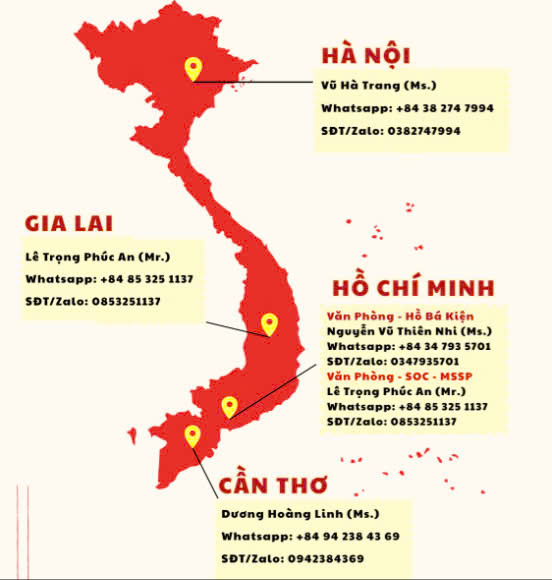 HÀ NỘI
Vũ Hà Trang (Ms.)
Whatsapp: +84 38 274 7994
SĐT/Zalo: 0382747994
GIA LAI
Lê Trọng Phúc An (Mr.)
Whatsapp: +84 85 325 1137
SĐT/Zalo: 0853251137
HỒ CHÍ MINH
Văn Phòng - Hồ Bá Kiện
Nguyễn Vũ Thiên Nhi (Ms.)
Whatsapp: +84 34 793 5701
SĐT/Zalo: 0347935701
Văn Phòng - SOC - MSSP
Lê Trọng Phúc An (Mr.)
Whatsapp: +84 85 325 1137
SĐT/Zalo: 0853251137
CẦN THƠ
Dương Hoàng Linh (Ms.)
Whatsapp: +84 94 238 43 69
SĐT/Zalo: 0942384369